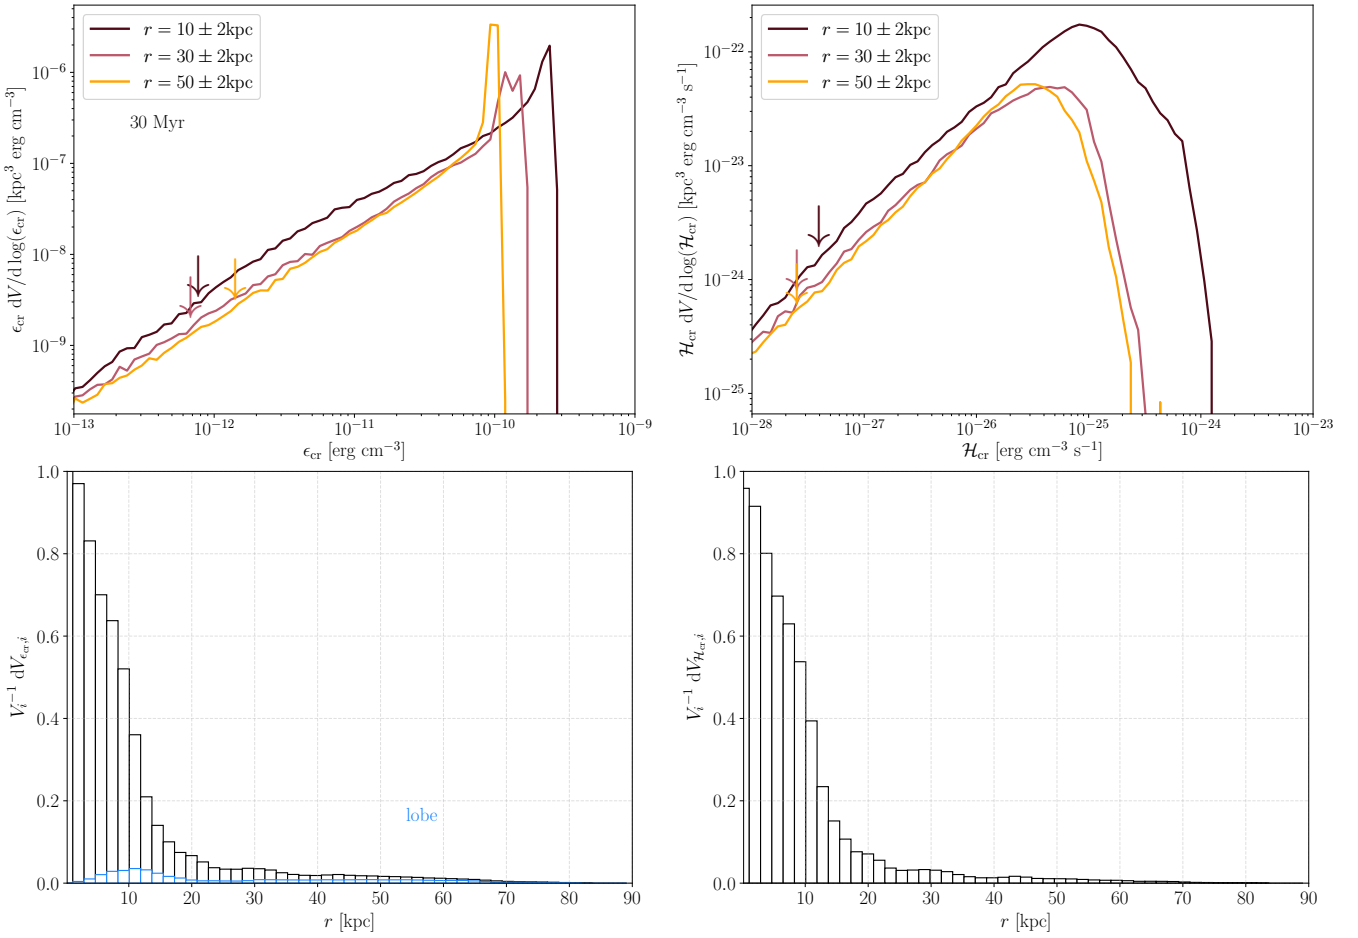 r = 10 ± 2kpc
r = 30 ± 2kpc
r = 50 ± 2kpc
30 Myr
ϵ_cr dV/d log(ϵ_cr) [kpc³ erg cm⁻³]
10⁻⁶
10⁻⁷
10⁻⁸
10⁻⁹
10⁻¹³ 10⁻¹² 10⁻¹¹ 10⁻¹⁰ 10⁻⁹
ϵ_cr [erg cm⁻³]
r = 10 ± 2kpc
r = 30 ± 2kpc
r = 50 ± 2kpc
ℋ_cr dV/d log(ℋ_cr) [kpc³ erg cm⁻³ s⁻¹]
10⁻²²
10⁻²³
10⁻²⁴
10⁻²⁵
10⁻²⁸ 10⁻²⁷ 10⁻²⁶ 10⁻²⁵ 10⁻²⁴ 10⁻²³
ℋ_cr [erg cm⁻³ s⁻¹]
V_i⁻¹ dV_ϵcr,i
1.0
0.8
0.6
0.4
0.2
0.0
lobe
10 20 30 40 50 60 70 80 90
r [kpc]
V_i⁻¹ dV_ℋcr,i
1.0
0.8
0.6
0.4
0.2
0.0
10 20 30 40 50 60 70 80 90
r [kpc]